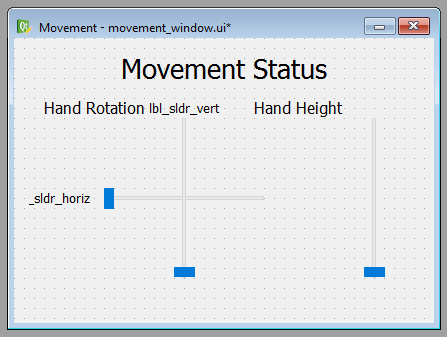 Movement - movement_window.ui*
Movement Status
Hand Rotation lbl_sldr_vert Hand Height
_sldr_horiz